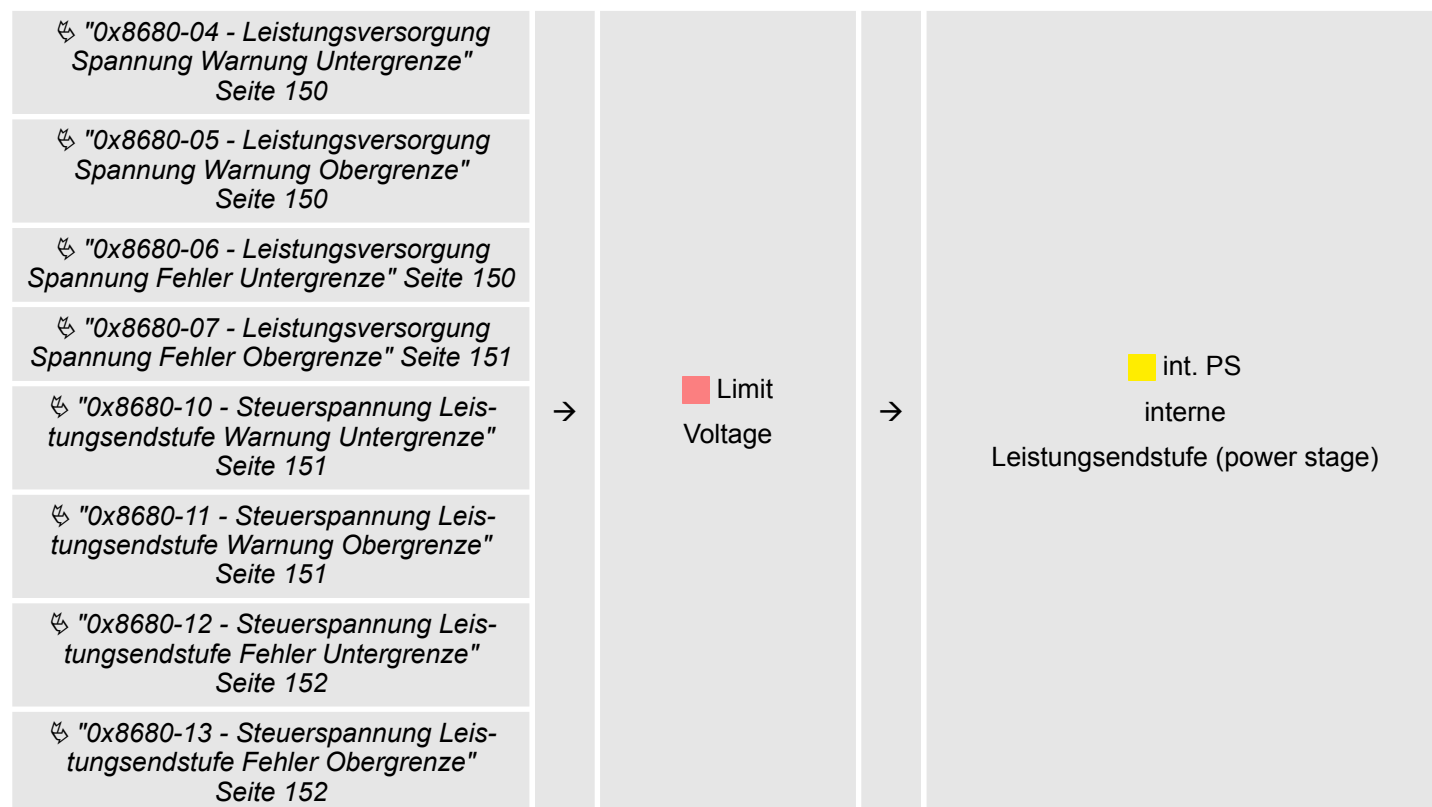 "0x8680-04 - Leistungsversorgung
Spannung Warnung Untergrenze"
Seite 150
"0x8680-05 - Leistungsversorgung
Spannung Warnung Obergrenze"
Seite 150
"0x8680-06 - Leistungsversorgung
Spannung Fehler Untergrenze" Seite 150
"0x8680-07 - Leistungsversorgung
Spannung Fehler Obergrenze" Seite 151
"0x8680-10 - Steuerspannung Leis-
tungsendstufe Warnung Untergrenze"
Seite 151
"0x8680-11 - Steuerspannung Leis-
tungsendstufe Warnung Obergrenze"
Seite 151
"0x8680-12 - Steuerspannung Leis-
tungsendstufe Fehler Untergrenze"
Seite 152
"0x8680-13 - Steuerspannung Leis-
tungsendstufe Fehler Obergrenze"
Seite 152
→
Limit
Voltage
→
int. PS
interne
Leistungsendstufe (power stage)